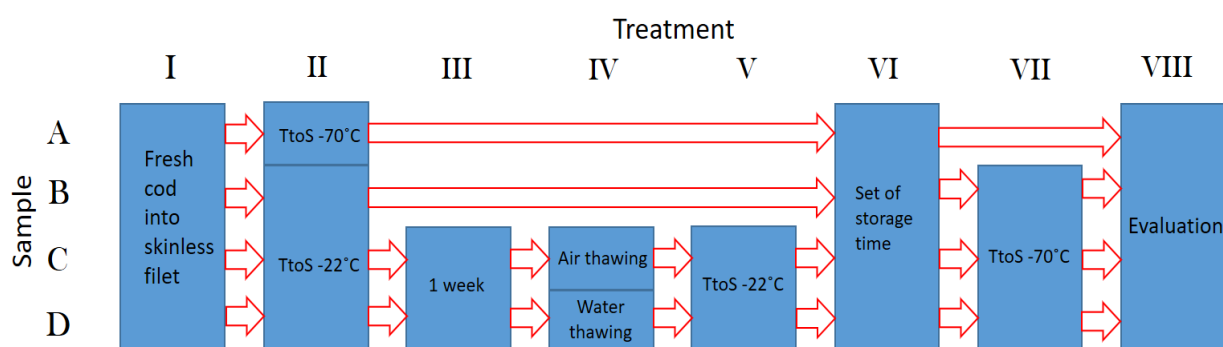 Treatment
I II III IV V VI VII VIII
Sample
A
B
C
D
Fresh
cod
into
skinless
filet
TtoS -70˚C
TtoS -22˚C
1 week
Air thawing
Water
thawing
TtoS -22˚C
Set of
storage
time
TtoS -70˚C
Evaluation